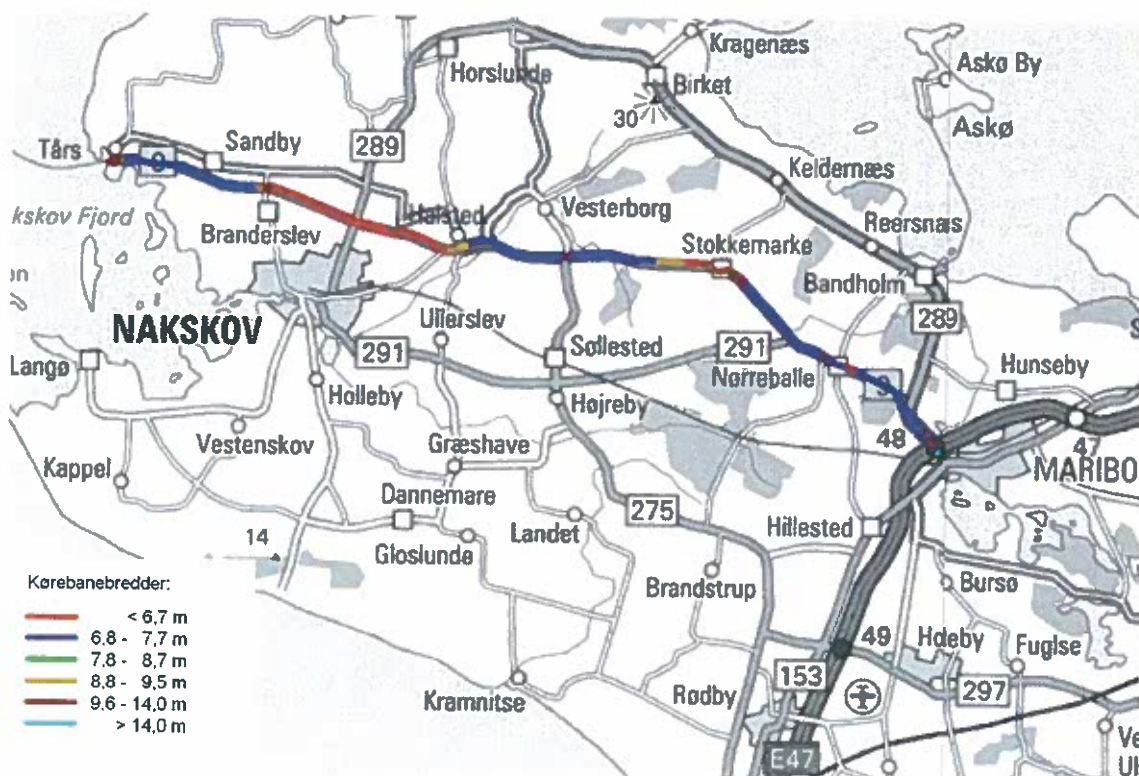 Kragenæs
Horslunde
Birket
Askø By
30
Askø
289
Tårs
9
Sandby
Keldernæs
kskov Fjord
Halsted
Vesterborg
Reersnæs
Branderslev
Stokkemarke
Bandholm
289
NAKSKOV
Ullerslev
291
Søllested
291
Hunseby
Langø
Nørreballe
9
Holleby
Højreby
Vestenskov
Græshave
48
47
MARIBO
Kappel
Dannemare
275
Hillested
14
Landet
Gloslunde
Brandstrup
Bursø
Kørebanebredder:
< 6,7 m
6,8 - 7,7 m
7,8 - 8,7 m
8,8 - 9,5 m
9,6 - 14,0 m
> 14,0 m
49
Holeby
Fuglse
Kramnitse
Rødby
153
297
E47